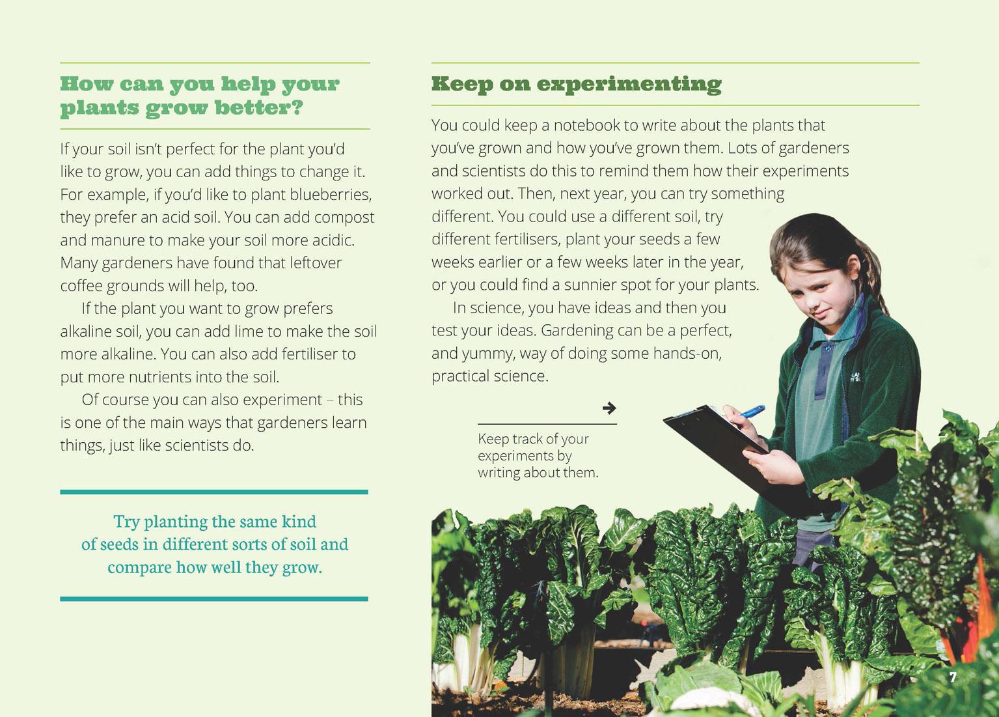 How can you help your
plants grow better?
If your soil isn’t perfect for the plant you’d
like to grow, you can add things to change it.
For example, if you’d like to plant blueberries,
they prefer an acid soil. You can add compost
and manure to make your soil more acidic.
Many gardeners have found that leftover
coffee grounds will help, too.
If the plant you want to grow prefers
alkaline soil, you can add lime to make the soil
more alkaline. You can also add fertiliser to
put more nutrients into the soil.
Of course you can also experiment – this
is one of the main ways that gardeners learn
things, just like scientists do.
Try planting the same kind
of seeds in different sorts of soil and
compare how well they grow.
Keep on experimenting
You could keep a notebook to write about the plants that
you’ve grown and how you’ve grown them. Lots of gardeners
and scientists do this to remind them how their experiments
worked out. Then, next year, you can try something
different. You could use a different soil, try
different fertilisers, plant your seeds a few
weeks earlier or a few weeks later in the year,
or you could find a sunnier spot for your plants.
In science, you have ideas and then you
test your ideas. Gardening can be a perfect,
and yummy, way of doing some hands-on,
practical science.
Keep track of your
experiments by
writing about them.
7